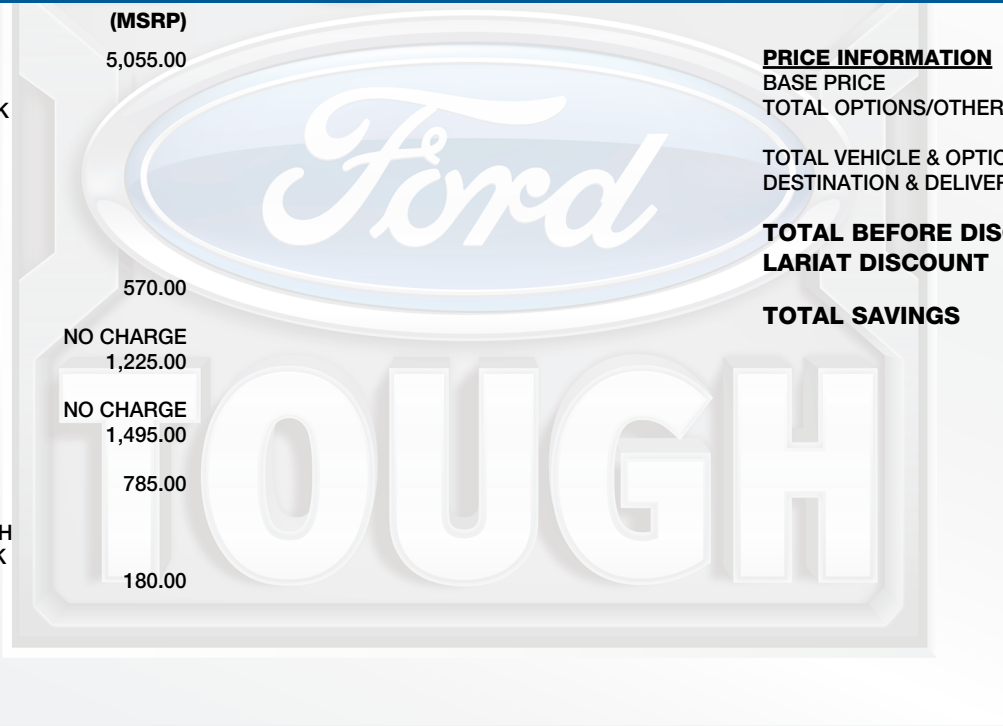 (MSRP)
5,055.00
K
570.00
NO CHARGE
1,225.00
NO CHARGE
1,495.00
785.00
H
K
180.00
PRICE INFORMATION
BASE PRICE
TOTAL OPTIONS/OTHER
TOTAL VEHICLE & OPTIO
DESTINATION & DELIVER
TOTAL BEFORE DIS
LARIAT DISCOUNT
TOTAL SAVINGS
Ford
TOUGH